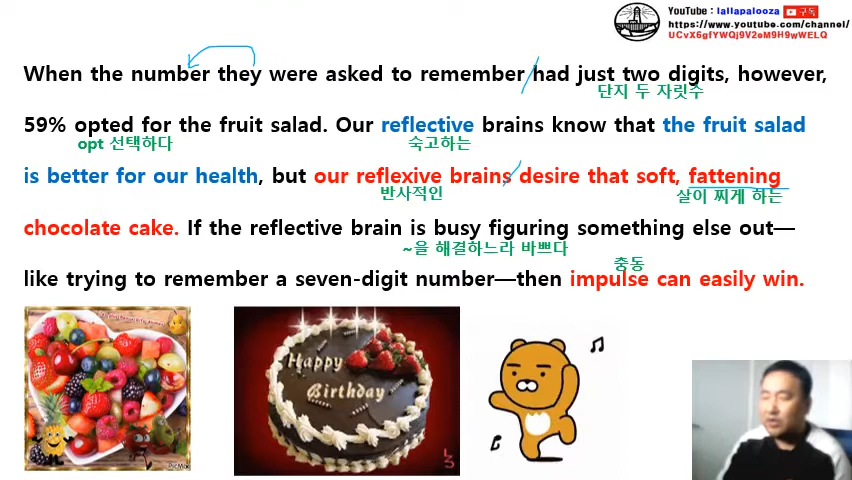 YouTube : lallapalooza 구독
https://www.youtube.com/channel/
UCvX6gfYWQj9V2eM9H9wWELQ
When the number they were asked to remember had just two digits, however,
단지 두 자릿수
59% opted for the fruit salad. Our reflective brains know that the fruit salad
opt 선택하다 숙고하는
is better for our health, but our reflexive brains desire that soft, fattening
반사적인 살이 찌게 하는
chocolate cake. If the reflective brain is busy figuring something else out—
~을 해결하느라 바쁘다
충동
like trying to remember a seven-digit number—then impulse can easily win.
Happy
Birthday
PicMix